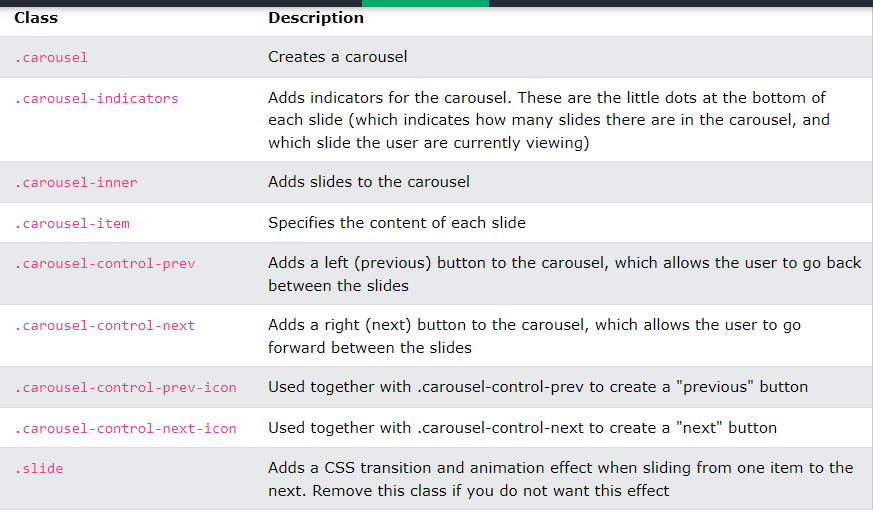 Class Description
.carousel Creates a carousel
.carousel-indicators Adds indicators for the carousel. These are the little dots at the bottom of
each slide (which indicates how many slides there are in the carousel, and
which slide the user are currently viewing)
.carousel-inner Adds slides to the carousel
.carousel-item Specifies the content of each slide
.carousel-control-prev Adds a left (previous) button to the carousel, which allows the user to go back
between the slides
.carousel-control-next Adds a right (next) button to the carousel, which allows the user to go
forward between the slides
.carousel-control-prev-icon Used together with .carousel-control-prev to create a "previous" button
.carousel-control-next-icon Used together with .carousel-control-next to create a "next" button
.slide Adds a CSS transition and animation effect when sliding from one item to the
next. Remove this class if you do not want this effect